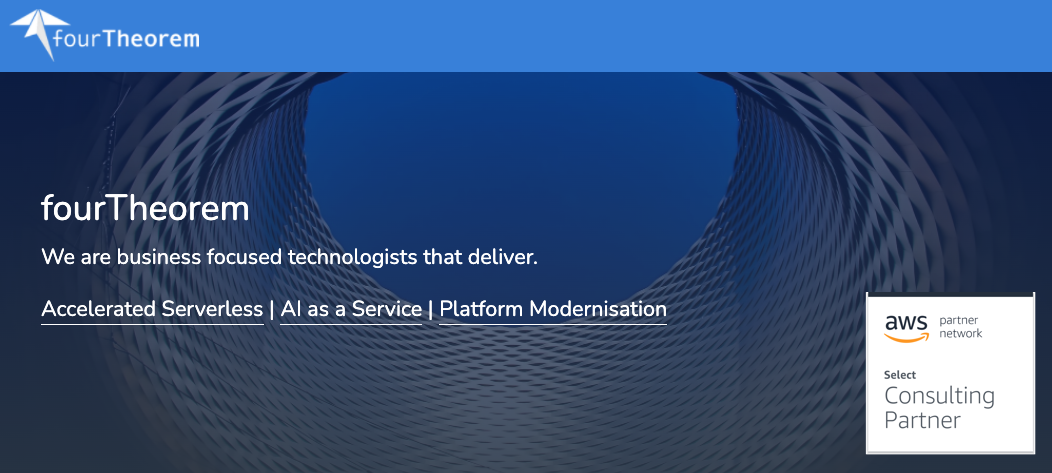 fourTheorem
fourTheorem
We are business focused technologists that deliver.
Accelerated Serverless | AI as a Service | Platform Modernisation
aws partner
network
Select
Consulting
Partner